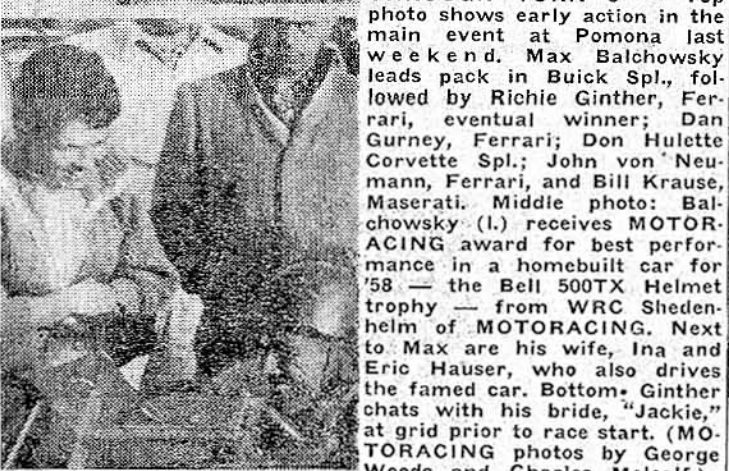 photo shows early action in the
main event at Pomona last
weekend. Max Balchowsky
leads pack in Buick Spl., fol-
lowed by Richie Ginther, Fer-
rari, eventual winner; Dan
Gurney, Ferrari; Don Hulette
Corvette Spl.; John von Neu-
mann, Ferrari, and Bill Krause,
Maserati. Middle photo: Bal-
chowsky (l.) receives MOTOR-
ACING award for best perfor-
mance in a homebuilt car for
'58 — the Bell 500TX Helmet
trophy — from WRC Sheden-
helm of MOTORACING. Next
to Max are his wife, Ina and
Eric Hauser, who also drives
the famed car. Bottom• Ginther
chats with his bride, "Jackie,"
at grid prior to race start. (MO-
TORACING photos by George